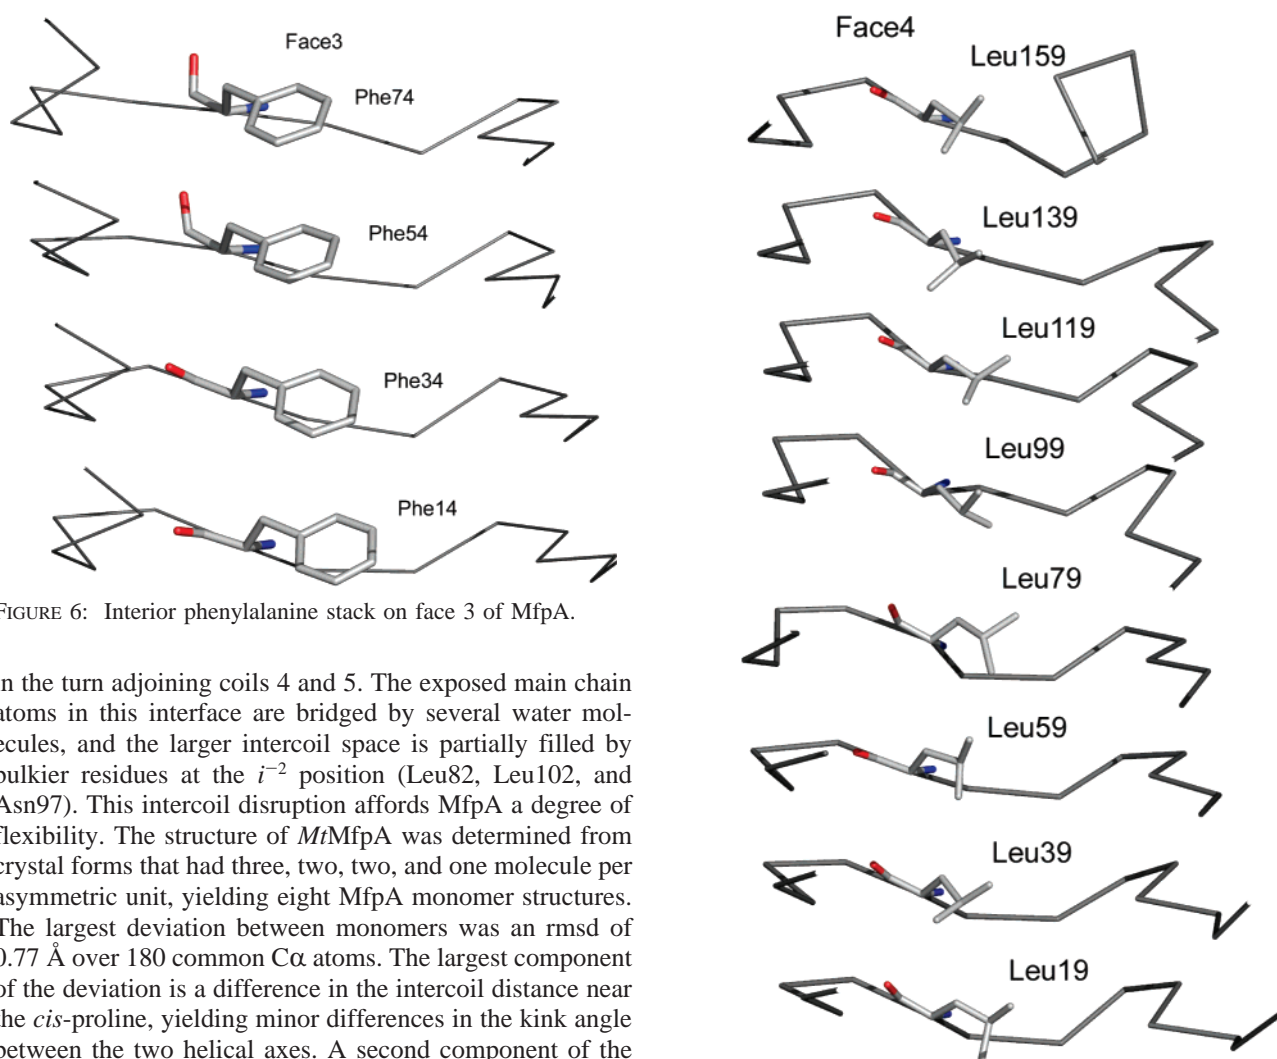 Face3
Phe74
Phe54
Phe34
Phe14
FIGURE 6: Interior phenylalanine stack on face 3 of MfpA.
in the turn adjoining coils 4 and 5. The exposed main chain
atoms in this interface are bridged by several water mol-
ecules, and the larger intercoil space is partially filled by
bulkier residues at the i−2 position (Leu82, Leu102, and
Asn97). This intercoil disruption affords MfpA a degree of
flexibility. The structure of MtMfpA was determined from
crystal forms that had three, two, two, and one molecule per
asymmetric unit, yielding eight MfpA monomer structures.
The largest deviation between monomers was an rmsd of
0.77 Å over 180 common Cα atoms. The largest component
of the deviation is a difference in the intercoil distance near
the cis-proline, yielding minor differences in the kink angle
between the two helical axes. A second component of the
Face4
Leu159
Leu139
Leu119
Leu99
Leu79
Leu59
Leu39
Leu19